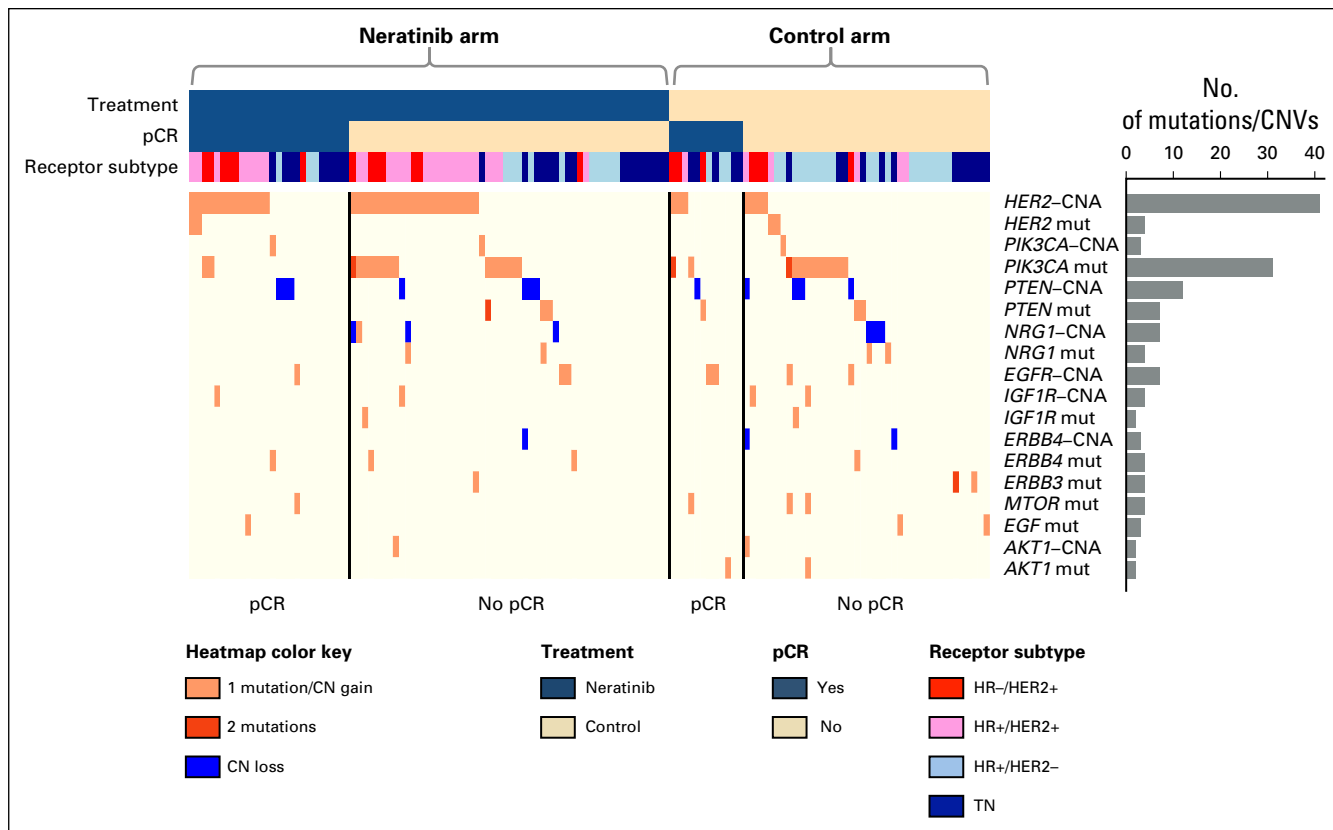 Neratinib arm
Control arm
Treatment
pCR
Receptor subtype
No.
of mutations/CNVs
0 10 20 30 40
HER2–CNA
HER2 mut
PIK3CA–CNA
PIK3CA mut
PTEN–CNA
PTEN mut
NRG1–CNA
NRG1 mut
EGFR–CNA
IGF1R–CNA
IGF1R mut
ERBB4–CNA
ERBB4 mut
ERBB3 mut
MTOR mut
EGF mut
AKT1–CNA
AKT1 mut
pCR
No pCR
pCR
No pCR
Heatmap color key
1 mutation/CN gain
2 mutations
CN loss
Treatment
Neratinib
Control
pCR
Yes
No
Receptor subtype
HR–/HER2+
HR+/HER2+
HR+/HER2–
TN